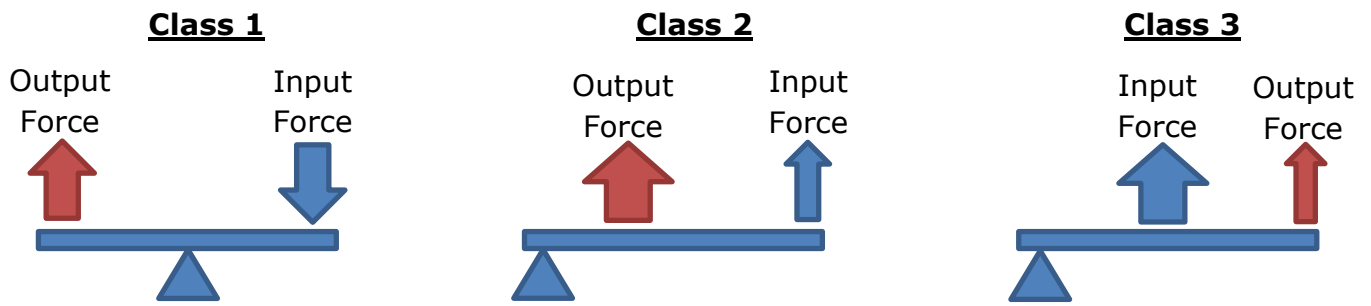 Class 1
Output
Force
Input
Force
Class 2
Output
Force
Input
Force
Class 3
Input
Force
Output
Force